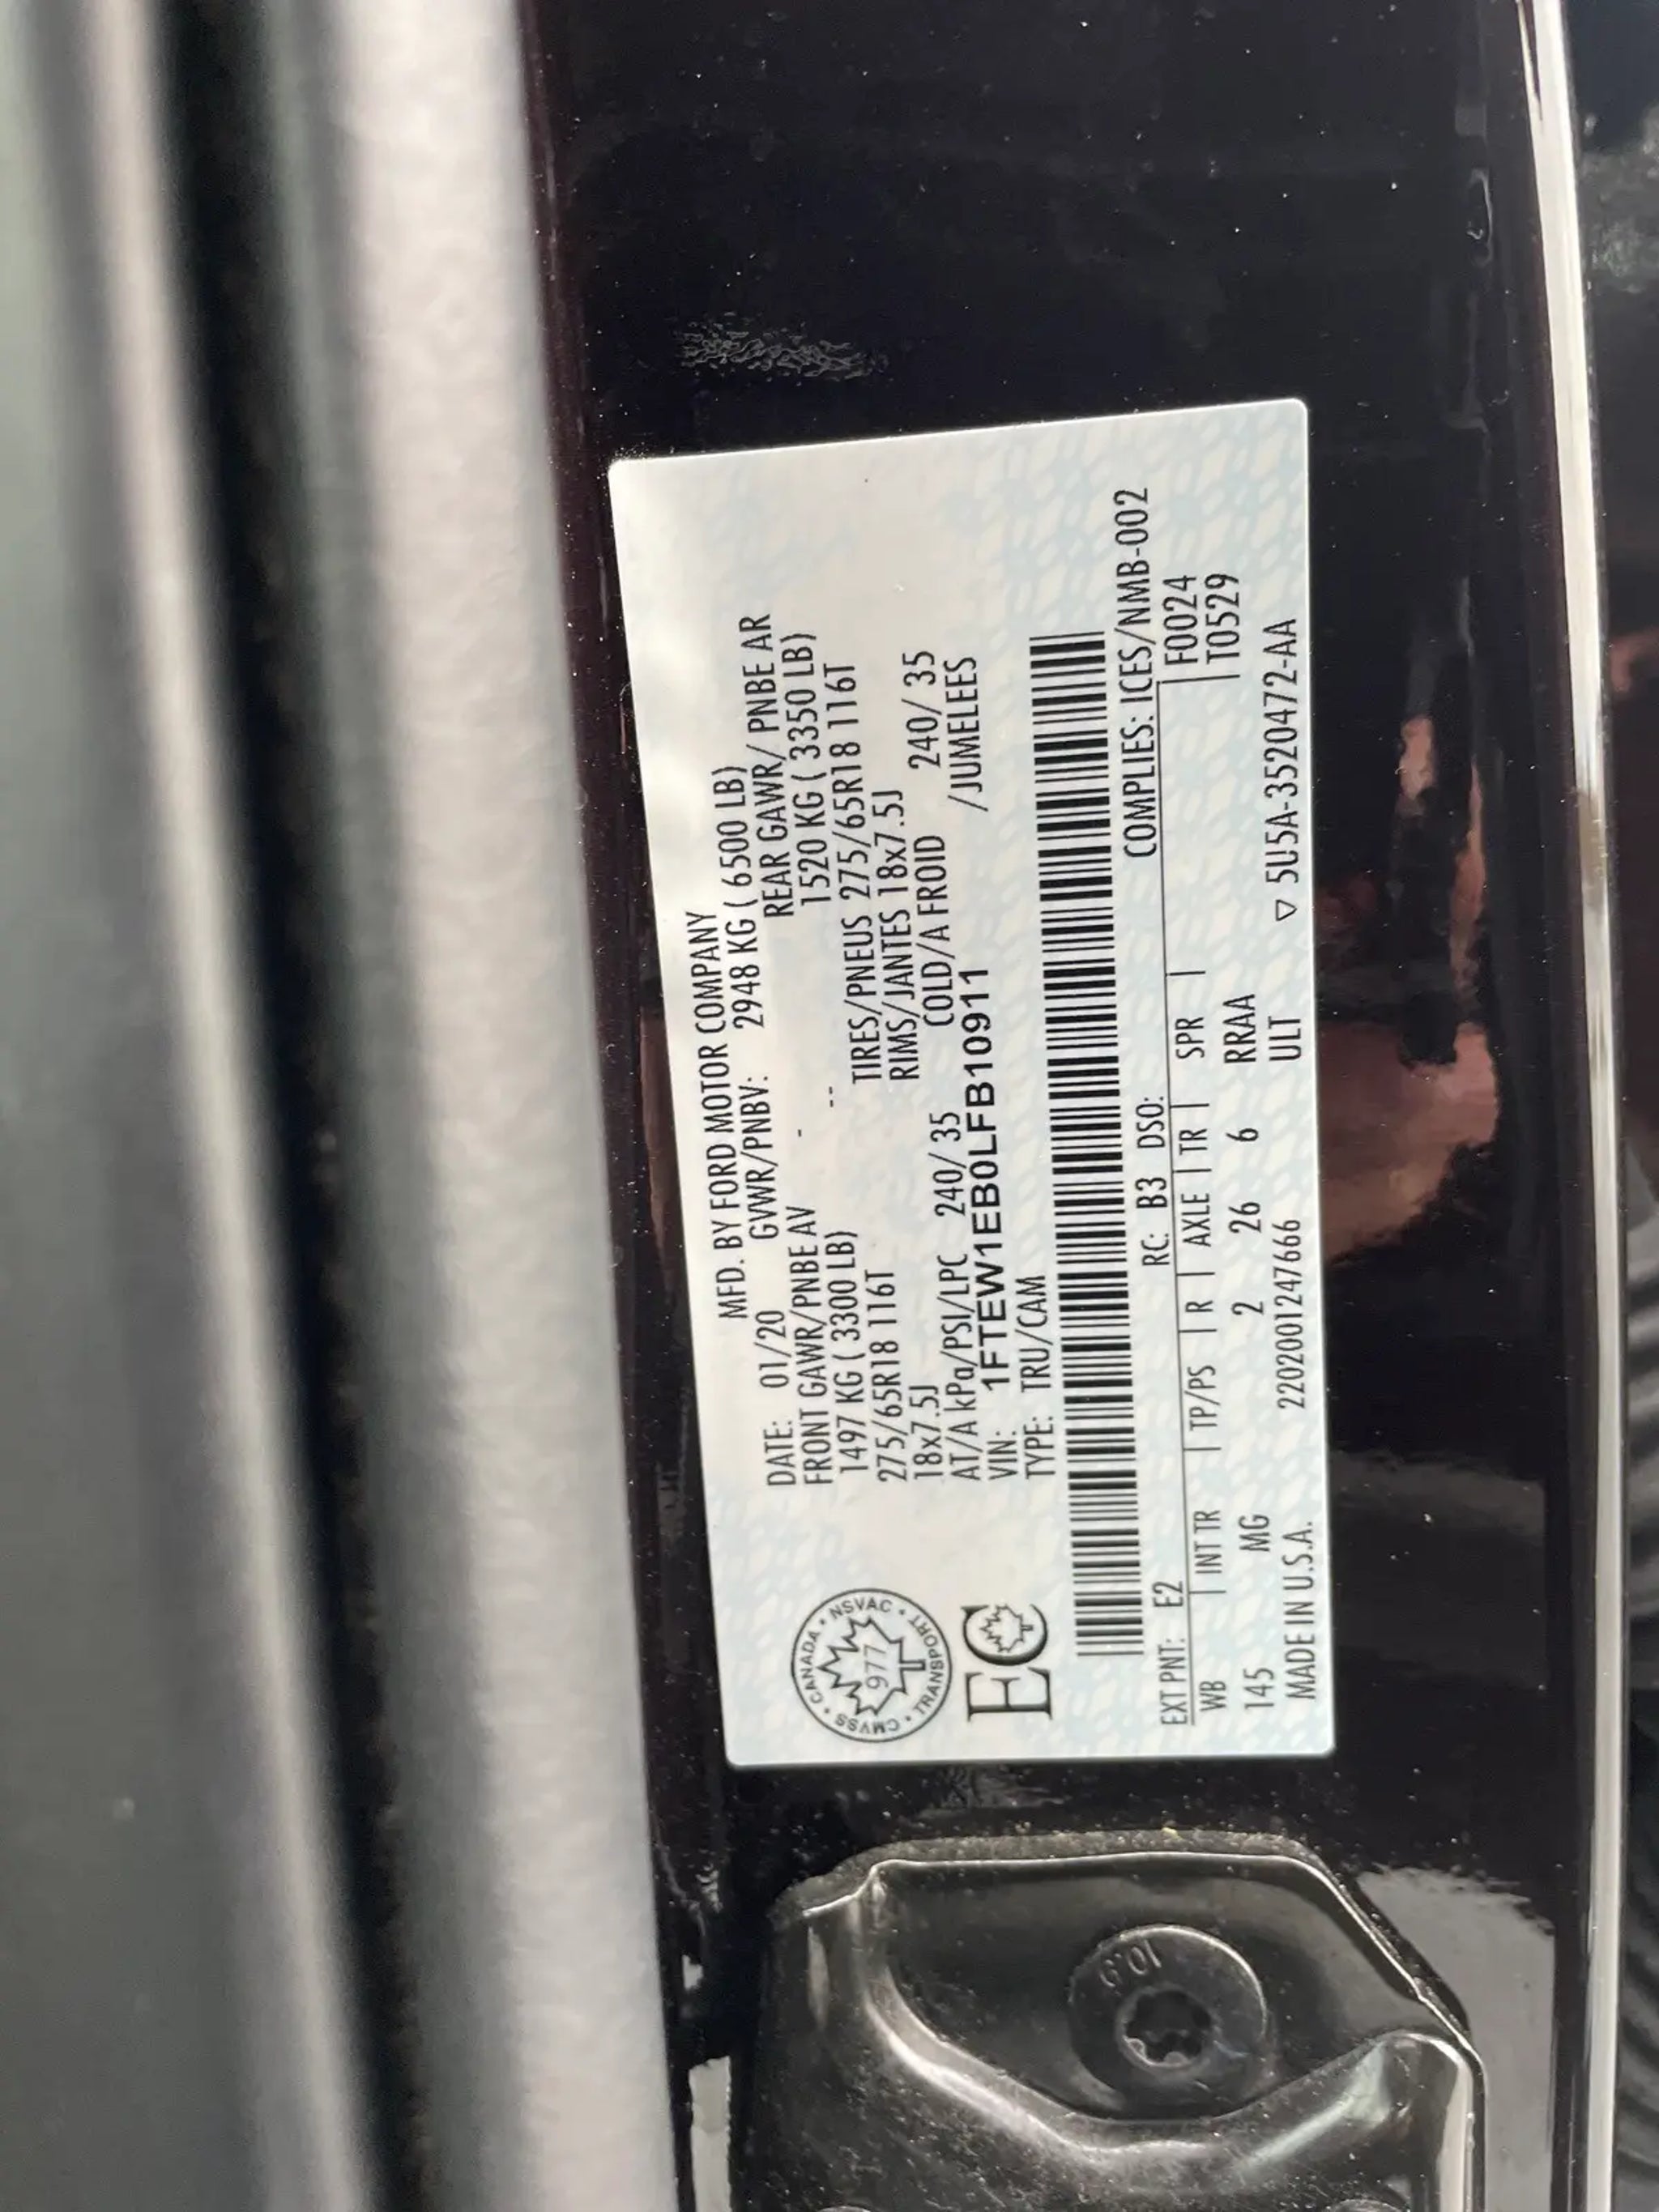 MFD. BY FORD MOTOR COMPANY
DATE: 01/20 GVWR/PNBV: 2948 KG ( 6500 LB)
FRONT GAWR/PNBE AV - REAR GAWR/ PNBE AR
1497 KG ( 3300 LB) -- 1520 KG ( 3350 LB)
275/65R18 116T TIRES/PNEUS 275/65R18 116T
18x7.5J RIMS/JANTES 18x7.5J
AT/A kPa/PSI/LPC 240/ 35 COLD/A FROID 240/ 35
VIN: 1FTEW1EB0LFB10911 /JUMELEES
TYPE: TRU/CAM
CANADA • NSVAC • TRANSPORT • CMVSS •
977
EC
COMPLIES: ICES/NMB-002
EXT PNT: E2 RC: B3 DSO: F0024
WB | INT TR | TP/PS | R | AXLE | TR | SPR | T0529
145 MG 2 26 6 RRAA
MADE IN U.S.A. 2202001247666 ULT ▽ 5U5A-3520472-AA
10.9